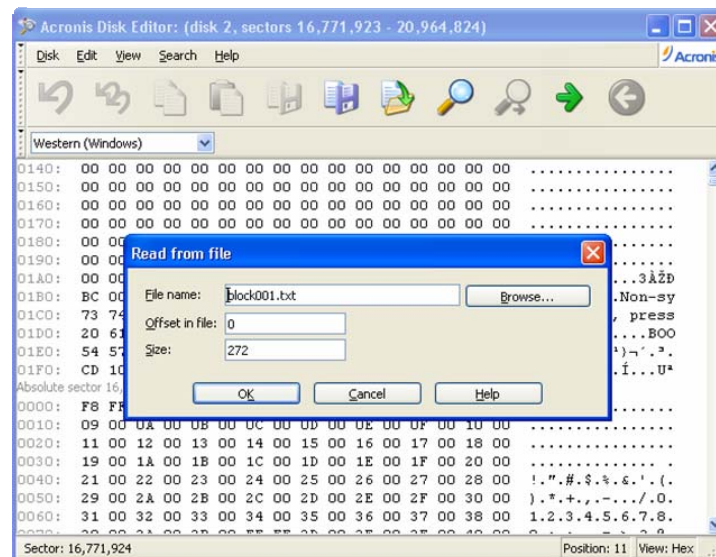 Acronis Disk Editor: (disk 2, sectors 16,771,923 - 20,964,824)
Disk Edit View Search Help
Acronis
Western (Windows)
0140: 00 00 00 00 00 00 00 00 00 00 00 00 00 00 00 00 ................
0150: 00 00 00 00 00 00 00 00 00 00 00 00 00 00 00 00 ................
0160: 00 00 00 00 00 00 00 00 00 00 00 00 00 00 00 00 ................
0170: 00 00 00 00 00 00 00 00 00 00 00 00 00 00 00 00 ................
0180: 00 00
0190: 00 00
01A0: 00 00 ...3ÀŽÐ
01B0: BC 00 .Non-sy
01C0: 73 74 , press
01D0: 20 61 ....BOO
01E0: 54 57
01F0: CD 10 .Í...Uª
Read from file
File name: block001.txt Browse...
Offset in file: 0
Size: 272
OK Cancel Help
Absolute sector 16,
0000: F8 FF
0010: 09 00 0A 00 0B 00 0C 00 0D 00 0E 00 0F 00 10 00 ................
0020: 11 00 12 00 13 00 14 00 15 00 16 00 17 00 18 00 ................
0030: 19 00 1A 00 1B 00 1C 00 1D 00 1E 00 1F 00 20 00 .............. .
0040: 21 00 22 00 23 00 24 00 25 00 26 00 27 00 28 00 !.".#.$.%.&.'.(.
0050: 29 00 2A 00 2B 00 2C 00 2D 00 2E 00 2F 00 30 00 ).*.+.,.-.../.0.
0060: 31 00 32 00 33 00 34 00 35 00 36 00 37 00 38 00 1.2.3.4.5.6.7.8.
Sector: 16,771,924 Position: 11 View: Hex